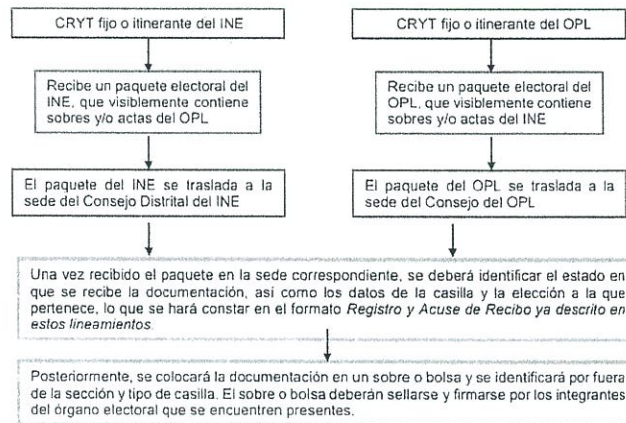 CRYT fijo o itinerante del INE
CRYT fijo o itinerante del OPL
Recibe un paquete electoral del
INE, que visiblemente contiene
sobres y/o actas del OPL
Recibe un paquete electoral del
OPL, que visiblemente contiene
sobres y/o actas del INE
El paquete del INE se traslada a la
sede del Consejo Distrital del INE
El paquete del OPL se traslada a la
sede del Consejo del OPL
Una vez recibido el paquete en la sede correspondiente, se deberá identificar el estado en
que se recibe la documentación, así como los datos de la casilla y la elección a la que
pertenece, lo que se hará constar en el formato Registro y Acuse de Recibo ya descrito en
estos lineamientos.
Posteriormente, se colocará la documentación en un sobre o bolsa y se identificará por fuera
de la sección y tipo de casilla. El sobre o bolsa deberán sellarse y firmarse por los integrantes
del órgano electoral que se encuentren presentes.